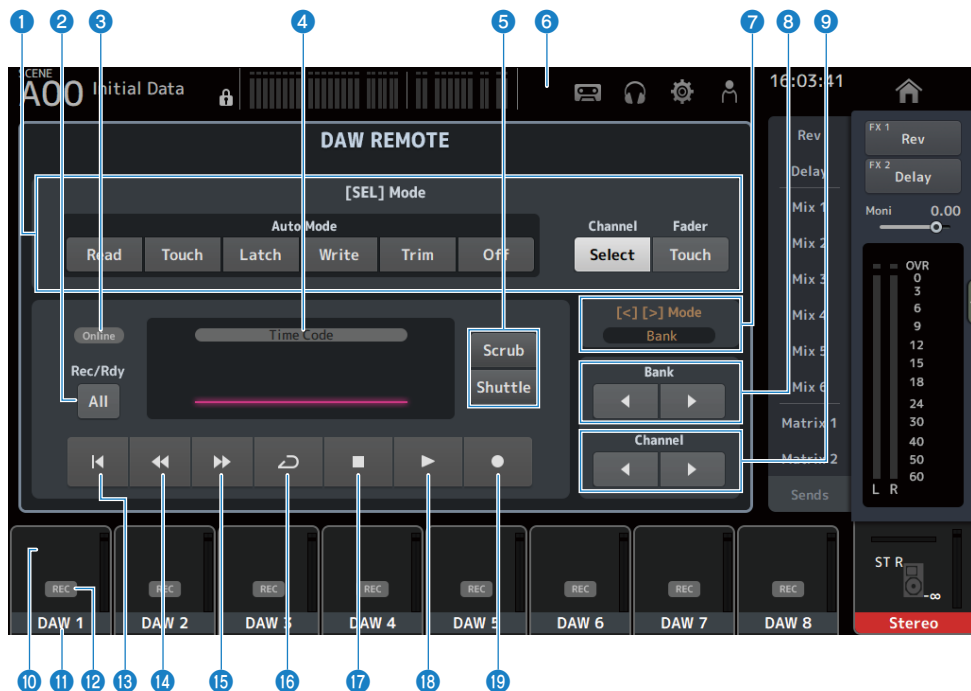 1 2 3 4 5 6 7 8 9
SCENE
A00 Initial Data
16:03:41
DAW REMOTE
[SEL] Mode
Auto Mode
Read Touch Latch Write Trim Off
Channel Fader
Select Touch
Online
Time Code
Rec/Rdy
All
Scrub
Shuttle
[<] [>] Mode
Bank
Bank
Channel
Rev
Delay
Mix 1
Mix 2
Mix 3
Mix 4
Mix 5
Mix 6
Matrix 1
Matrix 2
Sends
FX 1
Rev
FX 2
Delay
Moni 0.00
OVR
0
3
6
9
12
15
18
24
30
40
50
60
L R
REC REC REC REC REC REC REC REC
DAW 1 DAW 2 DAW 3 DAW 4 DAW 5 DAW 6 DAW 7 DAW 8
ST R
-∞
Stereo
10 11 12 13 14 15 16 17 18 19